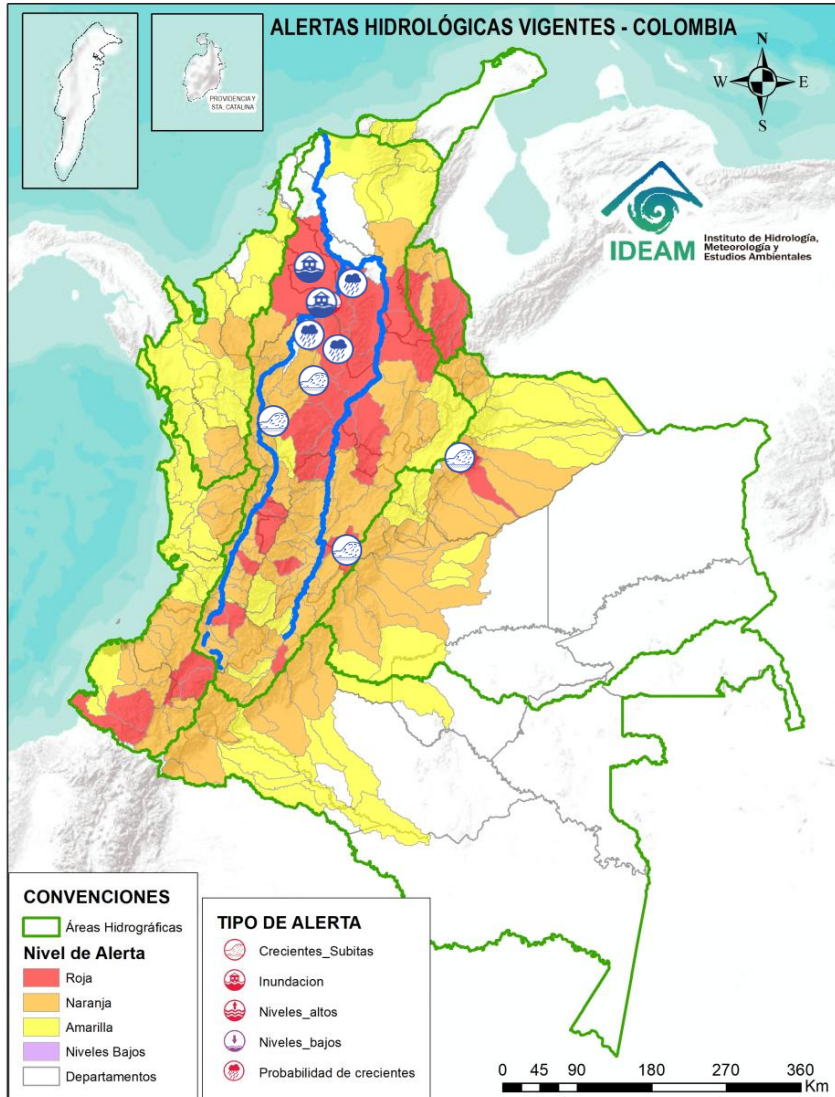 ALERTAS HIDROLÓGICAS VIGENTES - COLOMBIA
PROVIDENCIA Y
STA. CATALINA
N
W
E
S
IDEAM
Instituto de Hidrología,
Meteorología y
Estudios Ambientales
CONVENCIONES
Áreas Hidrográficas
Nivel de Alerta
Roja
Naranja
Amarilla
Niveles Bajos
Departamentos
TIPO DE ALERTA
Crecientes_Subitas
Inundacion
Niveles_altos
Niveles_bajos
Probabilidad de crecientes
0 45 90 180 270 360
Km